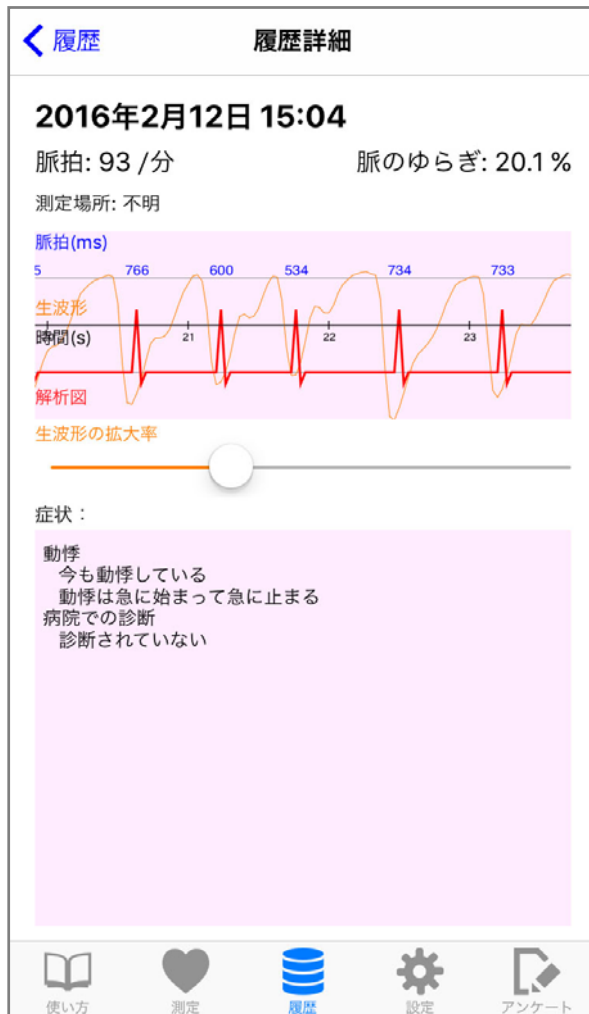 履歴
履歴詳細
2016年2月12日 15:04
脈拍: 93 /分
脈のゆらぎ: 20.1 %
測定場所: 不明
脈拍(ms)
5 766 600 534 734 733
生波形
時間(s) 21 22 23
解析図
生波形の拡大率
症状：
動悸
今も動悸している
動悸は急に始まって急に止まる
病院での診断
診断されていない
使い方 測定 履歴 設定 アンケート